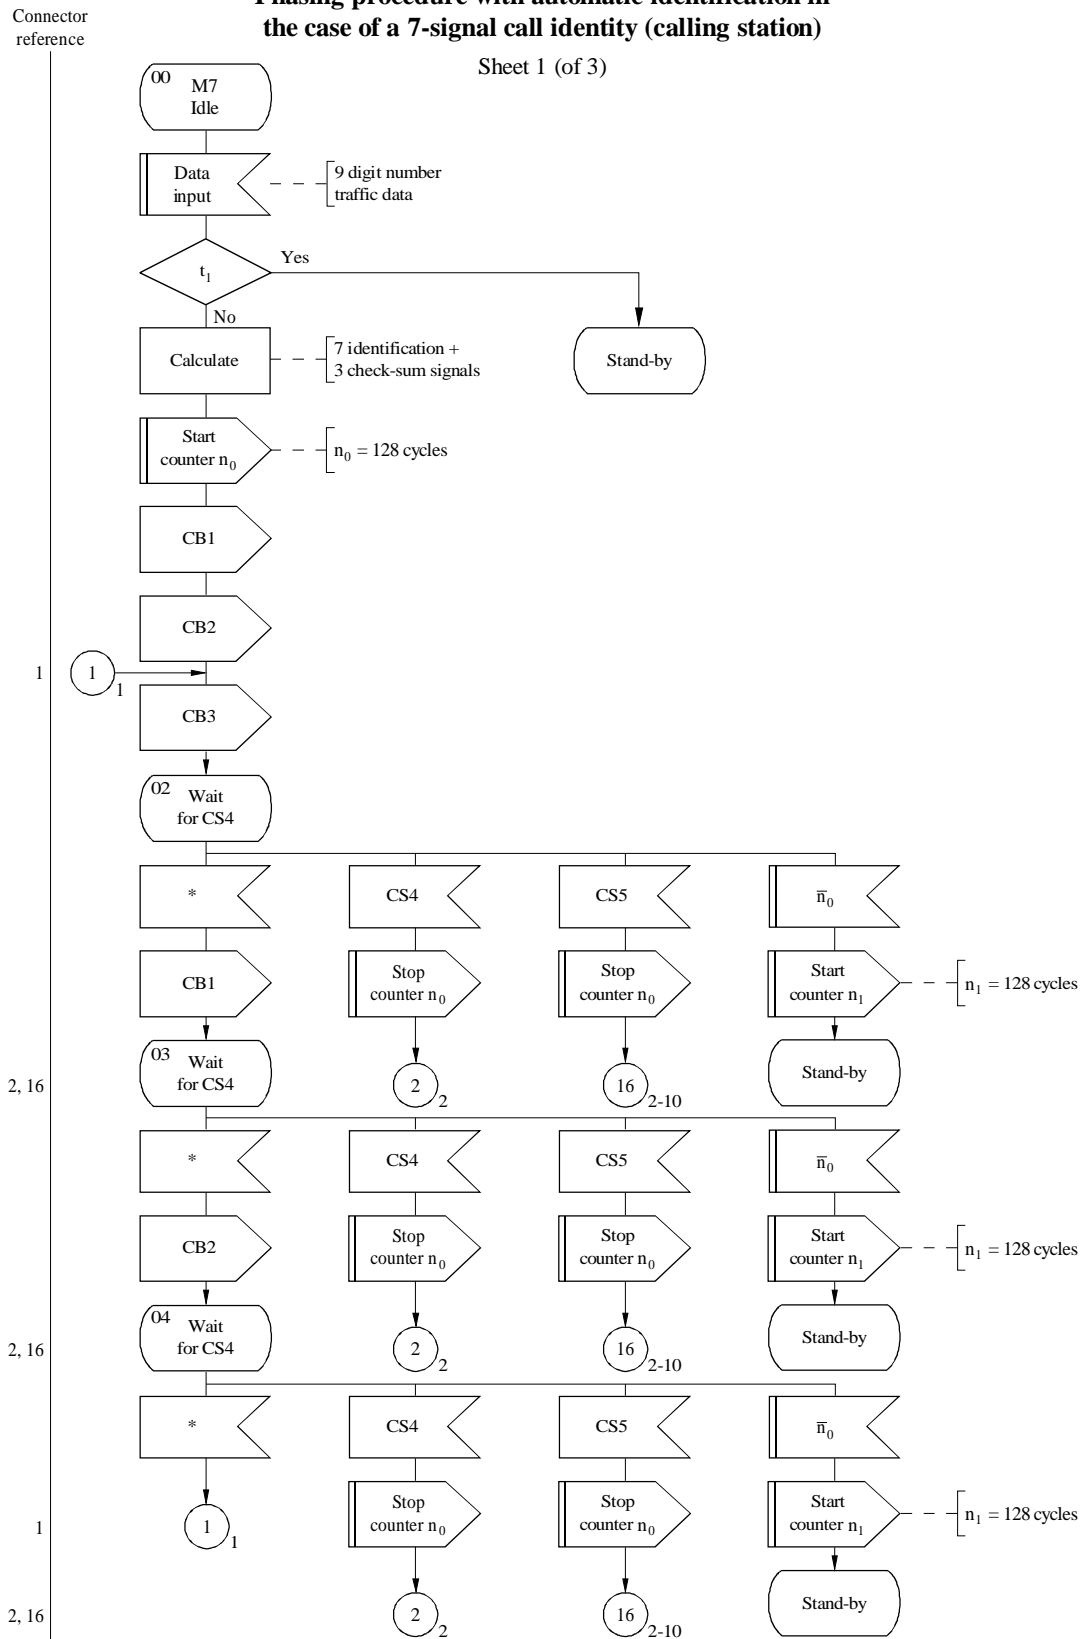 Connector
reference
Phasing procedure with automatic identification in
the case of a 7-signal call identity (calling station)
Sheet 1 (of 3)
00
M7
Idle
Data
input
9 digit number
traffic data
t₁
Yes
No
Calculate
7 identification +
3 check-sum signals
Stand-by
Start
counter n₀
n₀ = 128 cycles
CB1
CB2
1
1
1
CB3
02
Wait
for CS4
*
CS4
CS5
n̅₀
CB1
Stop
counter n₀
Stop
counter n₀
Start
counter n₁
n₁ = 128 cycles
03
Wait
for CS4
2, 16
2
2
16
2-10
Stand-by
*
CS4
CS5
n̅₀
CB2
Stop
counter n₀
Stop
counter n₀
Start
counter n₁
n₁ = 128 cycles
04
Wait
for CS4
2, 16
2
2
16
2-10
Stand-by
*
CS4
CS5
n̅₀
1
1
1
Stop
counter n₀
Stop
counter n₀
Start
counter n₁
n₁ = 128 cycles
2, 16
2
2
16
2-10
Stand-by